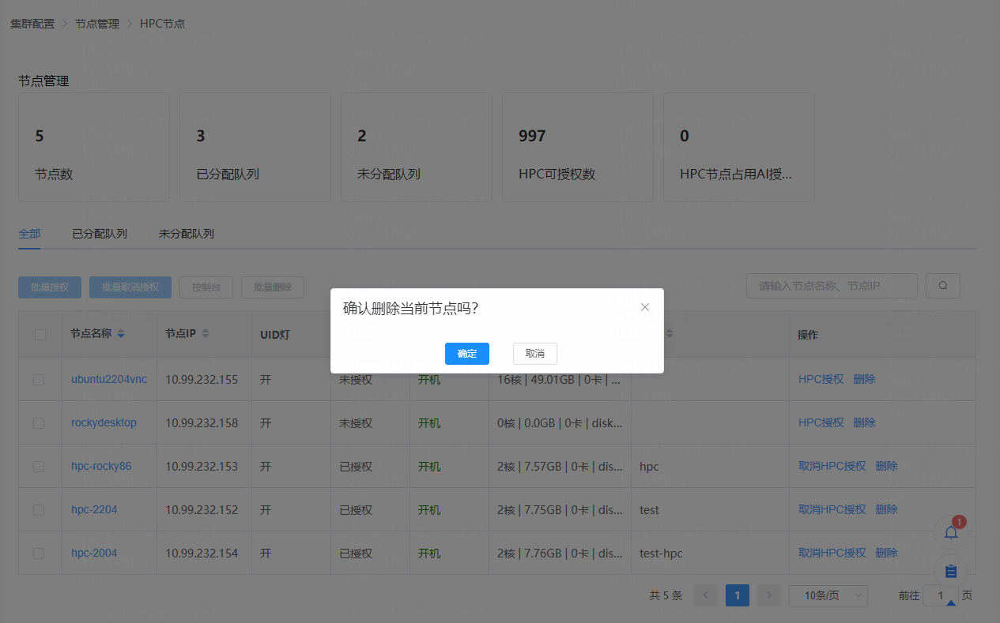 集群配置 > 节点管理 > HPC节点
节点管理
5 3 2 997 0
节点数 已分配队列 未分配队列 HPC可授权数 HPC节点占用AI授...
全部 已分配队列 未分配队列
批量授权 批量取消授权 控制台 批量删除 请输入节点名称、节点IP
确认删除当前节点吗?
确定 取消
节点名称 节点IP UID灯 操作
ubuntu2204vnc 10.99.232.155 开 未授权 开机 16核 | 49.01GB | 0卡 | ... HPC授权 删除
rockydesktop 10.99.232.158 开 未授权 开机 0核 | 0.0GB | 0卡 | disk... HPC授权 删除
hpc-rocky86 10.99.232.153 开 已授权 开机 2核 | 7.57GB | 0卡 | dis... hpc 取消HPC授权 删除
hpc-2204 10.99.232.152 开 已授权 开机 2核 | 7.75GB | 0卡 | dis... test 取消HPC授权 删除
hpc-2004 10.99.232.154 开 已授权 开机 2核 | 7.76GB | 0卡 | dis... test-hpc 取消HPC授权 删除
1
共 5 条 < 1 > 10条/页 前往 1 页